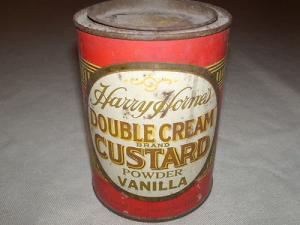 Harry Horne's
DOUBLE CREAM
BRAND
CUSTARD
POWDER
VANILLA